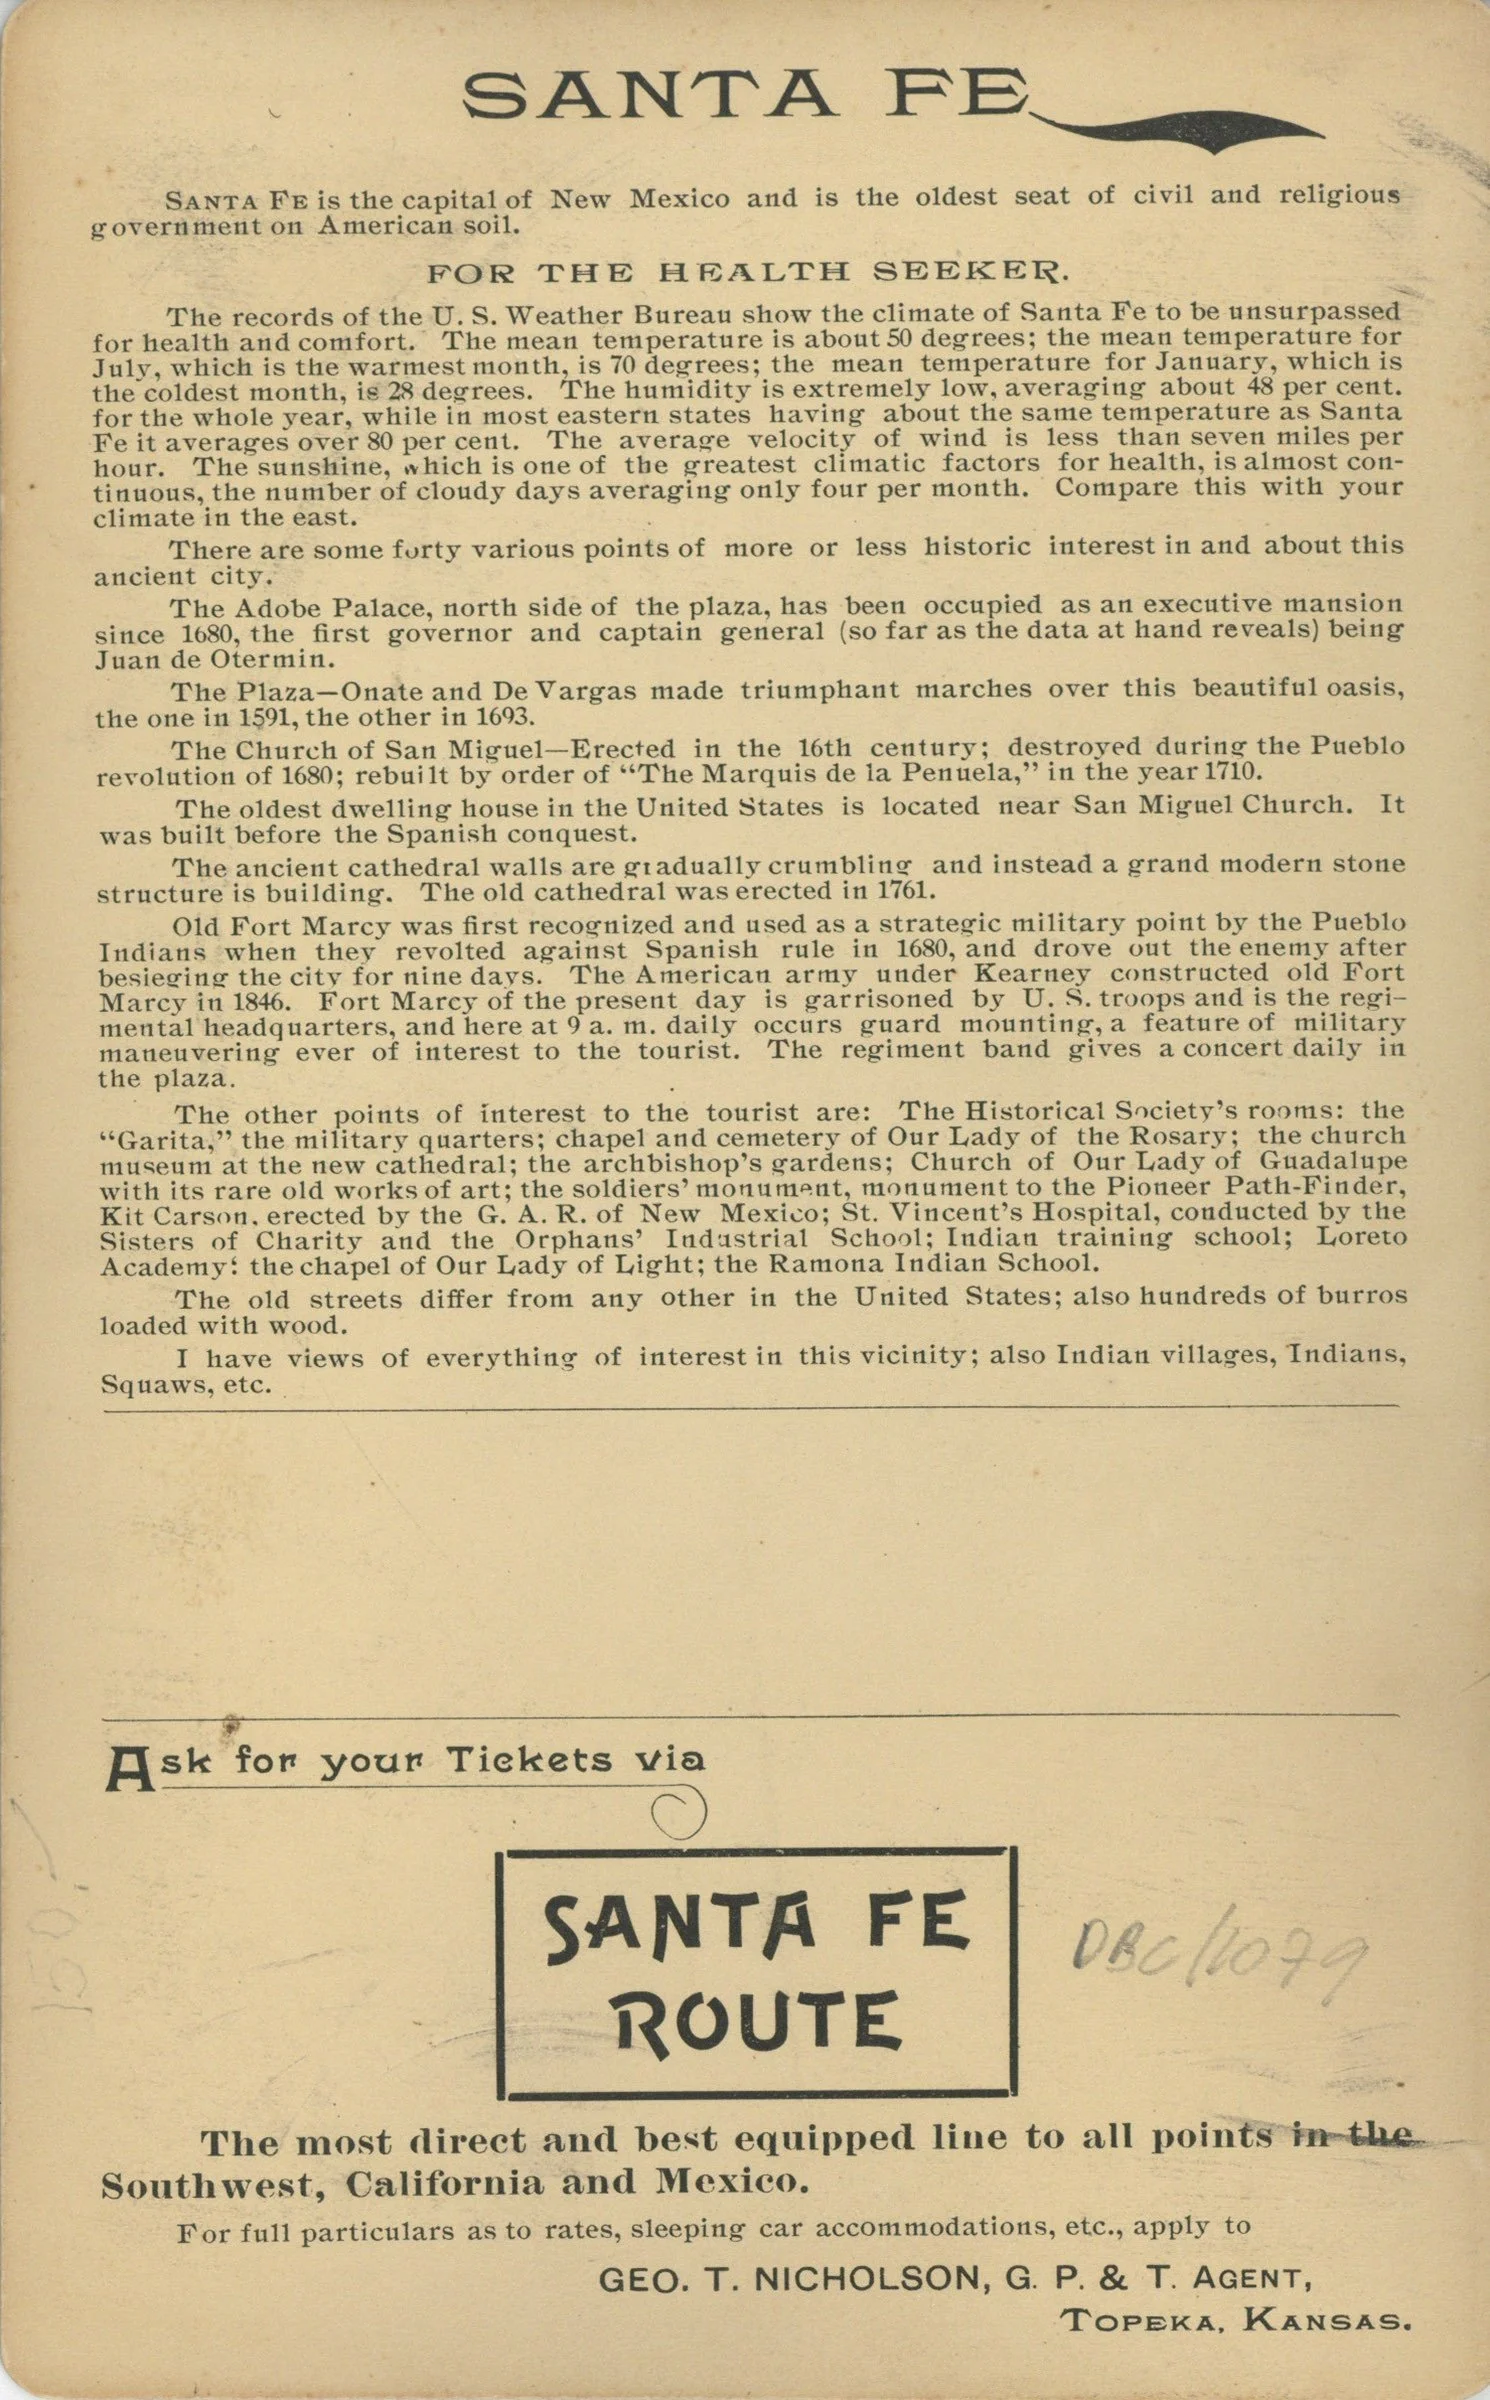 SANTA FE
SANTA FE is the capital of New Mexico and is the oldest seat of civil and religious
government on American soil.
FOR THE HEALTH SEEKER.
The records of the U. S. Weather Bureau show the climate of Santa Fe to be unsurpassed
for health and comfort. The mean temperature is about 50 degrees; the mean temperature for
July, which is the warmest month, is 70 degrees; the mean temperature for January, which is
the coldest month, is 28 degrees. The humidity is extremely low, averaging about 48 per cent.
for the whole year, while in most eastern states having about the same temperature as Santa
Fe it averages over 80 per cent. The average velocity of wind is less than seven miles per
hour. The sunshine, which is one of the greatest climatic factors for health, is almost con-
tinuous, the number of cloudy days averaging only four per month. Compare this with your
climate in the east.
There are some forty various points of more or less historic interest in and about this
ancient city.
The Adobe Palace, north side of the plaza, has been occupied as an executive mansion
since 1680, the first governor and captain general (so far as the data at hand reveals) being
Juan de Otermin.
The Plaza—Onate and De Vargas made triumphant marches over this beautiful oasis,
the one in 1591, the other in 1693.
The Church of San Miguel—Erected in the 16th century; destroyed during the Pueblo
revolution of 1680; rebuilt by order of “The Marquis de la Penuela,” in the year 1710.
The oldest dwelling house in the United States is located near San Miguel Church. It
was built before the Spanish conquest.
The ancient cathedral walls are gradually crumbling and instead a grand modern stone
structure is building. The old cathedral was erected in 1761.
Old Fort Marcy was first recognized and used as a strategic military point by the Pueblo
Indians when they revolted against Spanish rule in 1680, and drove out the enemy after
besieging the city for nine days. The American army under Kearney constructed old Fort
Marcy in 1846. Fort Marcy of the present day is garrisoned by U. S. troops and is the regi-
mental headquarters, and here at 9 a. m. daily occurs guard mounting, a feature of military
maneuvering ever of interest to the tourist. The regiment band gives a concert daily in
the plaza.
The other points of interest to the tourist are: The Historical Society’s rooms: the
“Garita,” the military quarters; chapel and cemetery of Our Lady of the Rosary; the church
museum at the new cathedral; the archbishop’s gardens; Church of Our Lady of Guadalupe
with its rare old works of art; the soldiers’ monument, monument to the Pioneer Path-Finder,
Kit Carson, erected by the G. A. R. of New Mexico; St. Vincent’s Hospital, conducted by the
Sisters of Charity and the Orphans’ Industrial School; Indian training school; Loreto
Academy; the chapel of Our Lady of Light; the Ramona Indian School.
The old streets differ from any other in the United States; also hundreds of burros
loaded with wood.
I have views of everything of interest in this vicinity; also Indian villages, Indians,
Squaws, etc.
Ask for your Tickets via
SANTA FE
ROUTE
DBC/1079
The most direct and best equipped line to all points in the
Southwest, California and Mexico.
For full particulars as to rates, sleeping car accommodations, etc., apply to
GEO. T. NICHOLSON, G. P. & T. AGENT,
TOPEKA, KANSAS.